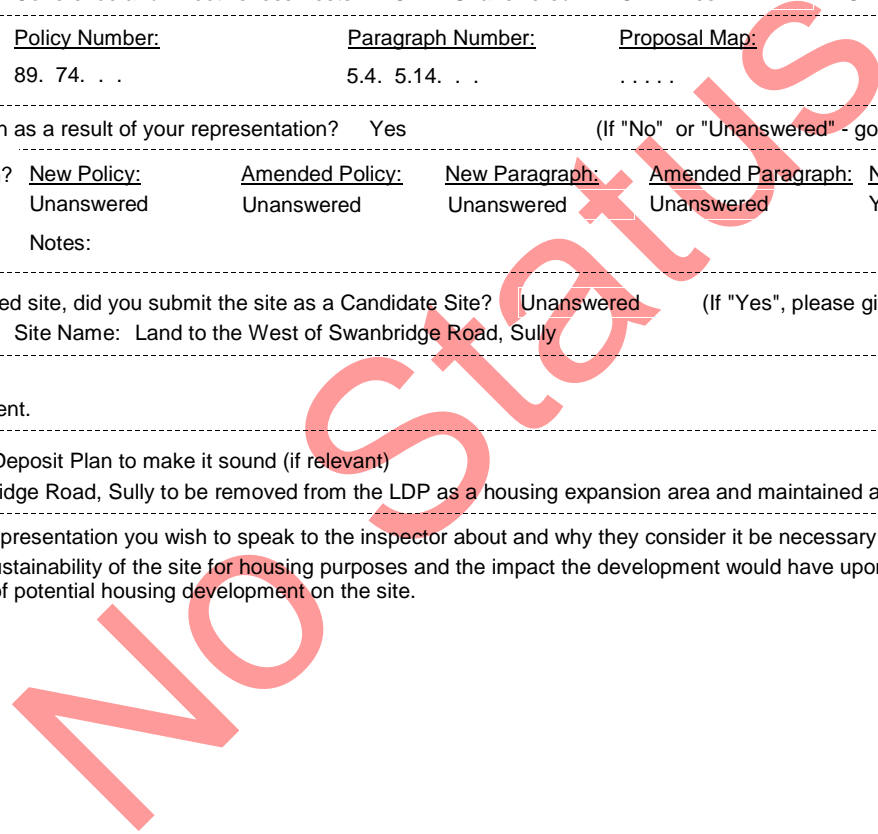 Policy Number: Paragraph Number: Proposal Map:
89. 74. . . 5.4. 5.14. . . . . . . .
n as a result of your representation? Yes (If "No" or "Unanswered" - go
? New Policy: Amended Policy: New Paragraph: Amended Paragraph: N
Unanswered Unanswered Unanswered Unanswered Y
Notes:
ed site, did you submit the site as a Candidate Site? Unanswered (If "Yes", please gi
Site Name: Land to the West of Swanbridge Road, Sully
ent.
Deposit Plan to make it sound (if relevant)
idge Road, Sully to be removed from the LDP as a housing expansion area and maintained a
presentation you wish to speak to the inspector about and why they consider it be necessary
ustainability of the site for housing purposes and the impact the development would have upon
of potential housing development on the site.
No Status